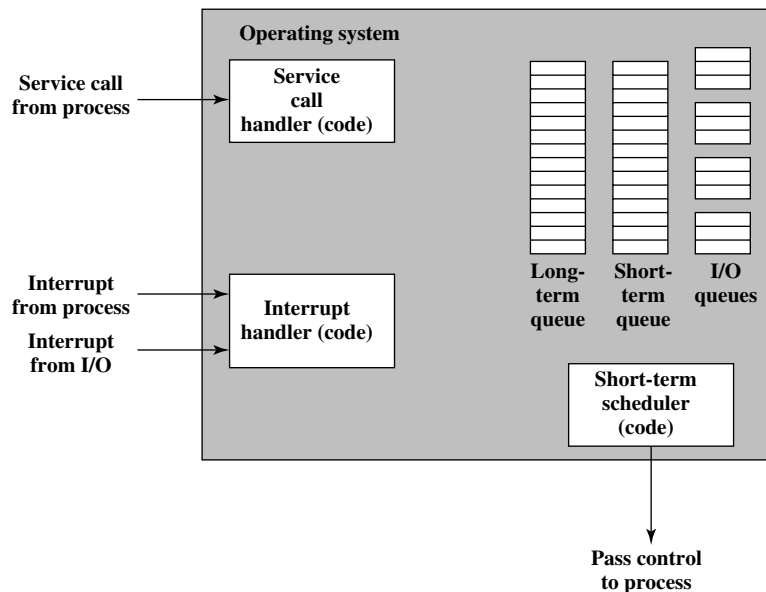 Operating system
Service call
from process
Service
call
handler (code)
Interrupt
from process
Interrupt
from I/O
Interrupt
handler (code)
Long-
term
queue
Short-
term
queue
I/O
queues
Short-term
scheduler
(code)
Pass control
to process